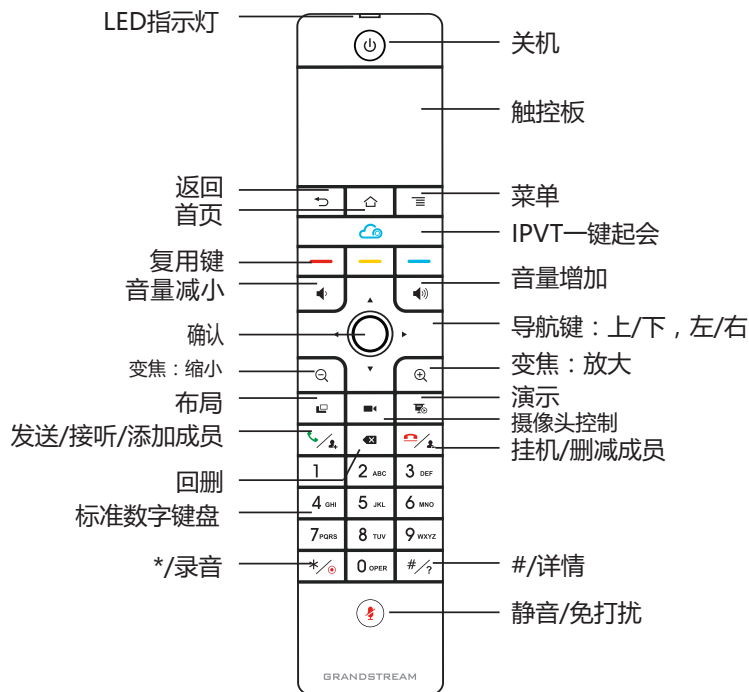 LED指示灯
关机
触控板
返回
首页
菜单
IPVT一键起会
复用键
音量减小
音量增加
确认
导航键：上/下，左/右
变焦：缩小
变焦：放大
布局
演示
摄像头控制
发送/接听/添加成员
挂机/删减成员
回删
标准数字键盘
1
2 ABC
3 DEF
4 GHI
5 JKL
6 MNO
7 PQRS
8 TUV
9 WXYZ
*/录音
*/
0 OPER
#/?
#/详情
静音/免打扰
GRANDSTREAM